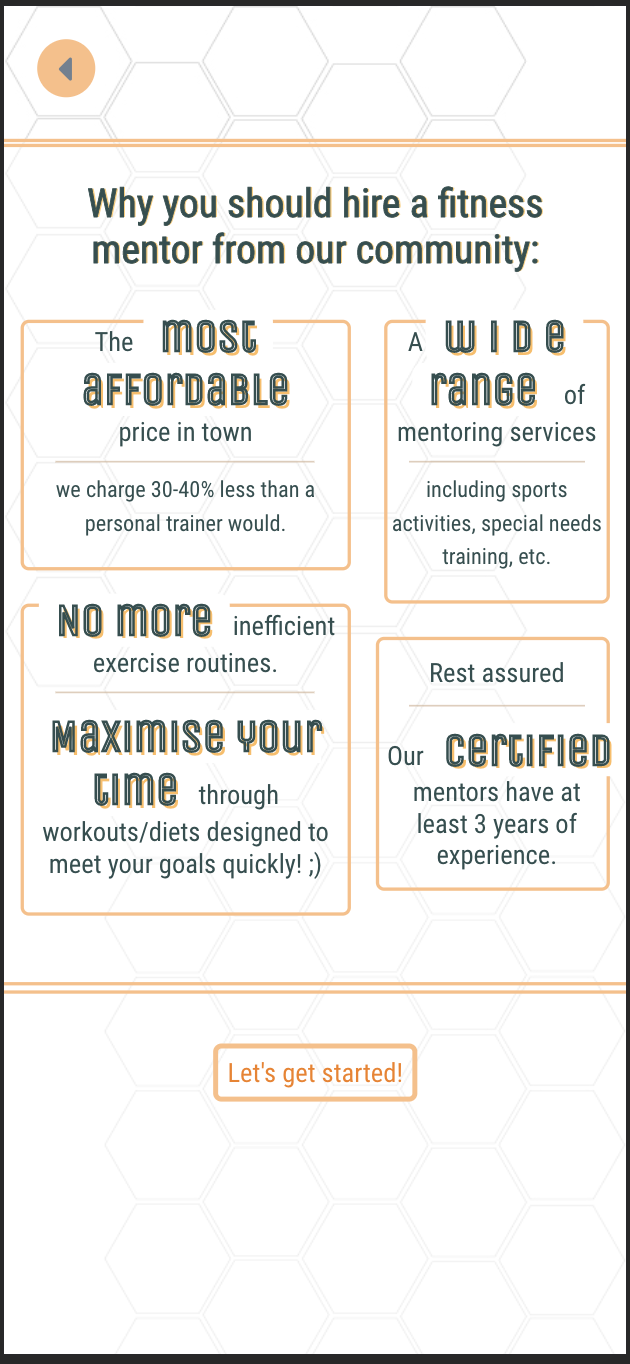 Why you should hire a fitness
mentor from our community:
The most
affordable
price in town
we charge 30-40% less than a
personal trainer would.
A wide
range of
mentoring services
including sports
activities, special needs
training, etc.
No more inefficient
exercise routines.
Maximise your
time through
workouts/diets designed to
meet your goals quickly! ;)
Rest assured
Our certified
mentors have at
least 3 years of
experience.
Let's get started!